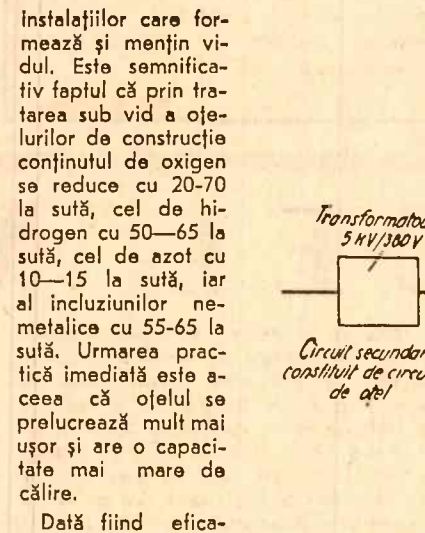 instalațiilor care for-
mează și mențin vi-
dul. Este semnifica-
tiv faptul că prin tra-
tarea sub vid a oțe-
lurilor de construcție
conținutul de oxigen
se reduce cu 20-70
la sută, cel de hi-
drogen cu 50—65 la
sută, cel de azot cu
10—15 la sută, iar
al incluziunilor ne-
metalice cu 55-65 la
sută. Urmarea prac-
tică imediată este a-
ceea că oțelul se
prelucrează mult mai
ușor și are o capaci-
tate mai mare de
călire.
Dată fiind efica-
Transformato
5 KV/380 V
Circuit secundar
constituit de circu
de oțel